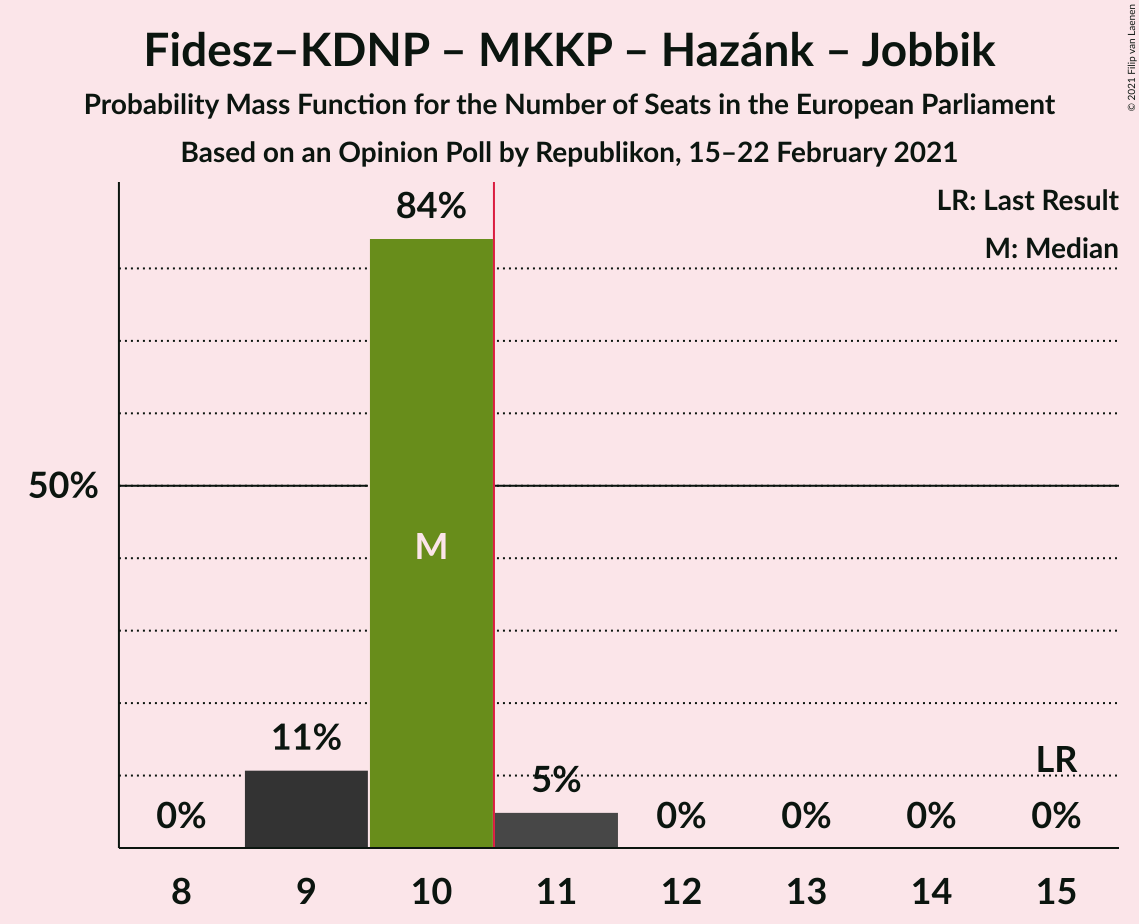 Fidesz–KDNP – MKKP – Hazánk – Jobbik
Probability Mass Function for the Number of Seats in the European Parliament
Based on an Opinion Poll by Republikon, 15–22 February 2021
© 2021 Filip van Laenen
LR: Last Result
M: Median
84%
50%
M
11%
5%
LR
0%
0%
0%
0%
0%
8
9
10
11
12
13
14
15